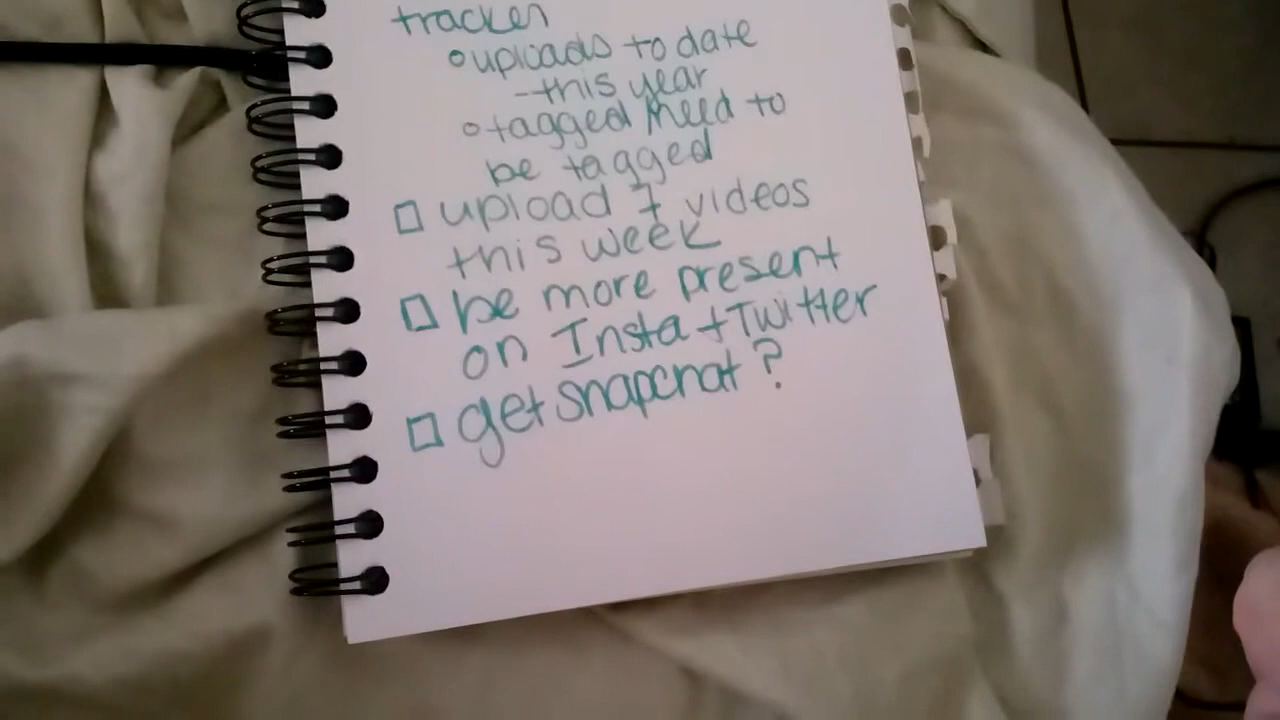 tracker
○ uploads to date
- this year
○ tagged / need to
be tagged
□ upload 7 videos
this week
□ be more present
on Insta + Twitter
□ get snapchat?